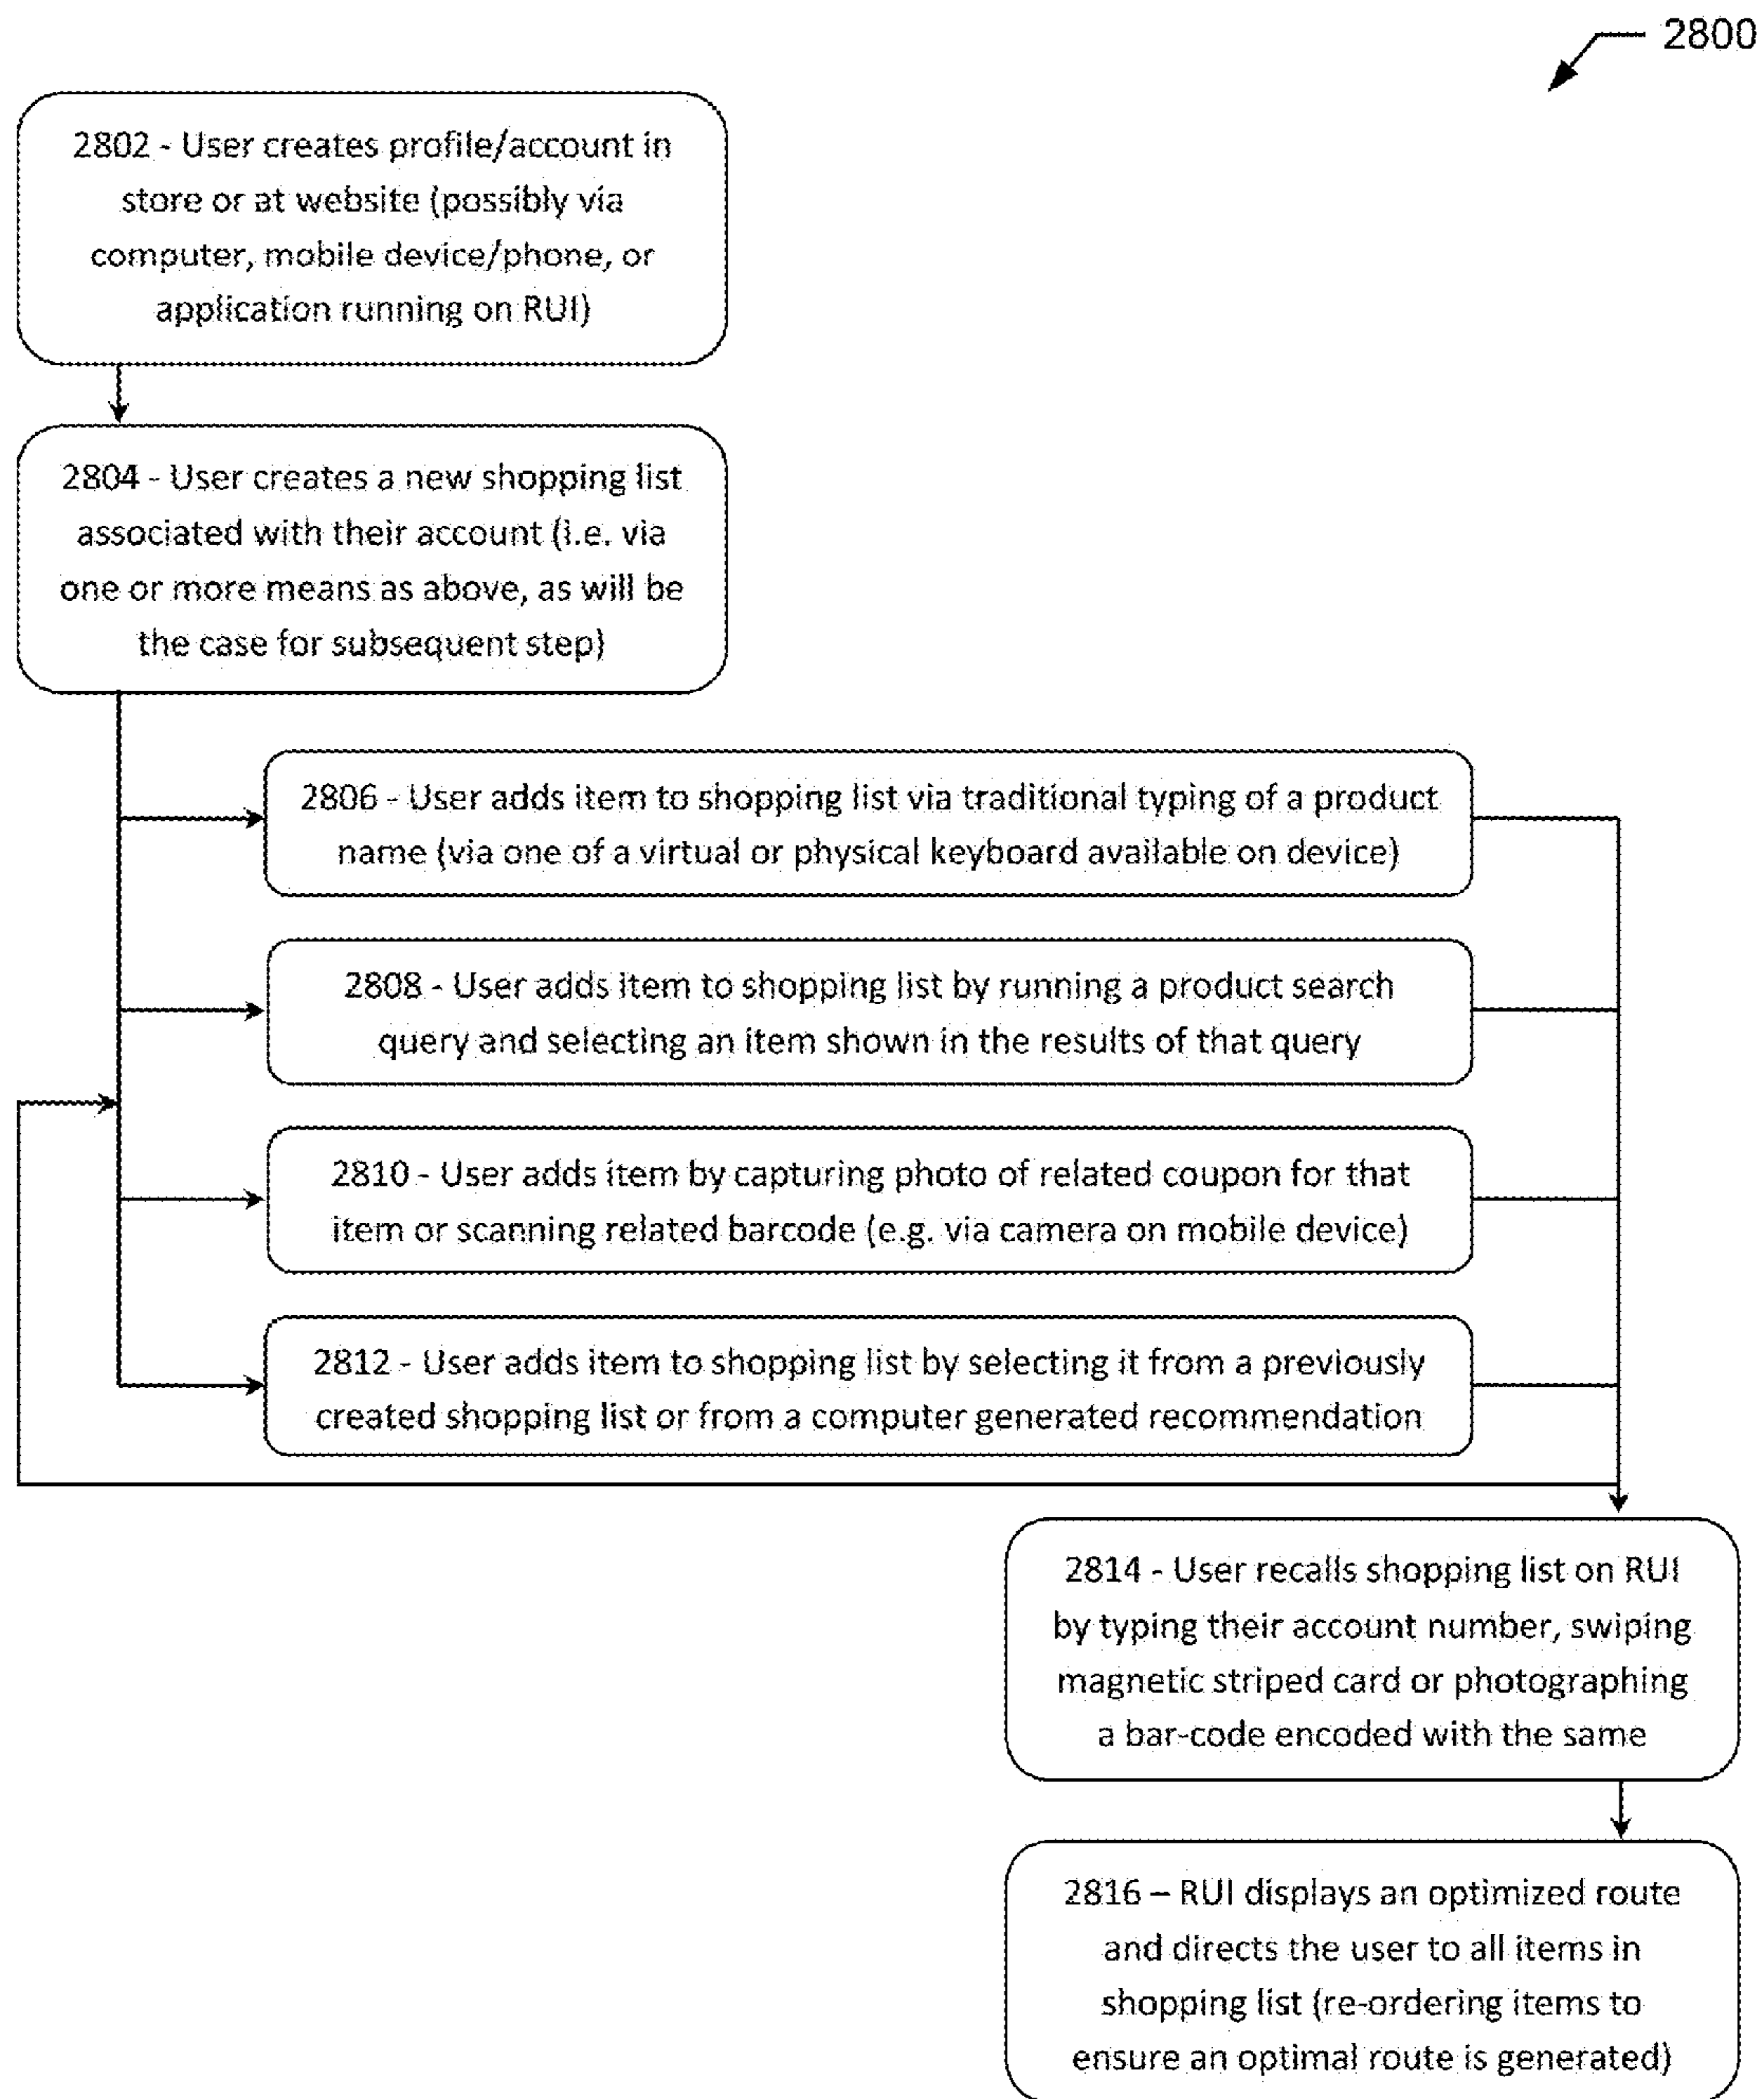 2800
2802 - User creates profile/account in
store or at website (possibly via
computer, mobile device/phone, or
application running on RUI)
2804 - User creates a new shopping list
associated with their account (i.e. via
one or more means as above, as will be
the case for subsequent step)
2806 - User adds item to shopping list via traditional typing of a product
name (via one of a virtual or physical keyboard available on device)
2808 - User adds item to shopping list by running a product search
query and selecting an item shown in the results of that query
2810 - User adds item by capturing photo of related coupon for that
item or scanning related barcode (e.g. via camera on mobile device)
2812 - User adds item to shopping list by selecting it from a previously
created shopping list or from a computer generated recommendation
2814 - User recalls shopping list on RUI
by typing their account number, swiping
magnetic striped card or photographing
a bar-code encoded with the same
2816 – RUI displays an optimized route
and directs the user to all items in
shopping list (re-ordering items to
ensure an optimal route is generated)